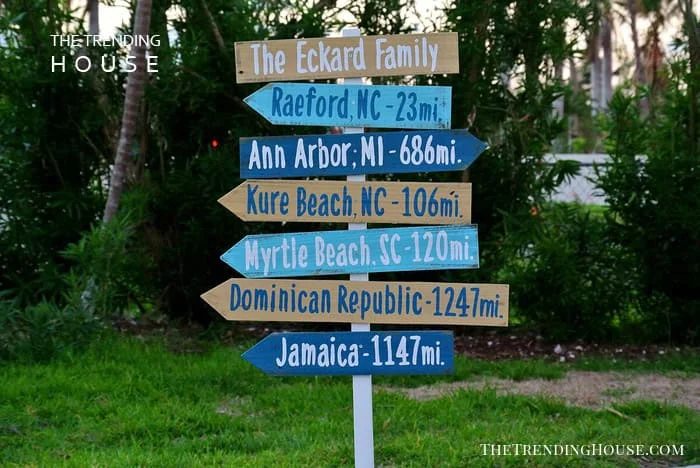 THE TRENDING
HOUSE
The Eckard Family
Raeford, NC - 23mi.
Ann Arbor, MI - 686mi.
Kure Beach, NC - 106mi.
Myrtle Beach, SC - 120mi.
Dominican Republic - 1247mi.
Jamaica - 1147mi.
THETRENDINGHOUSE.COM